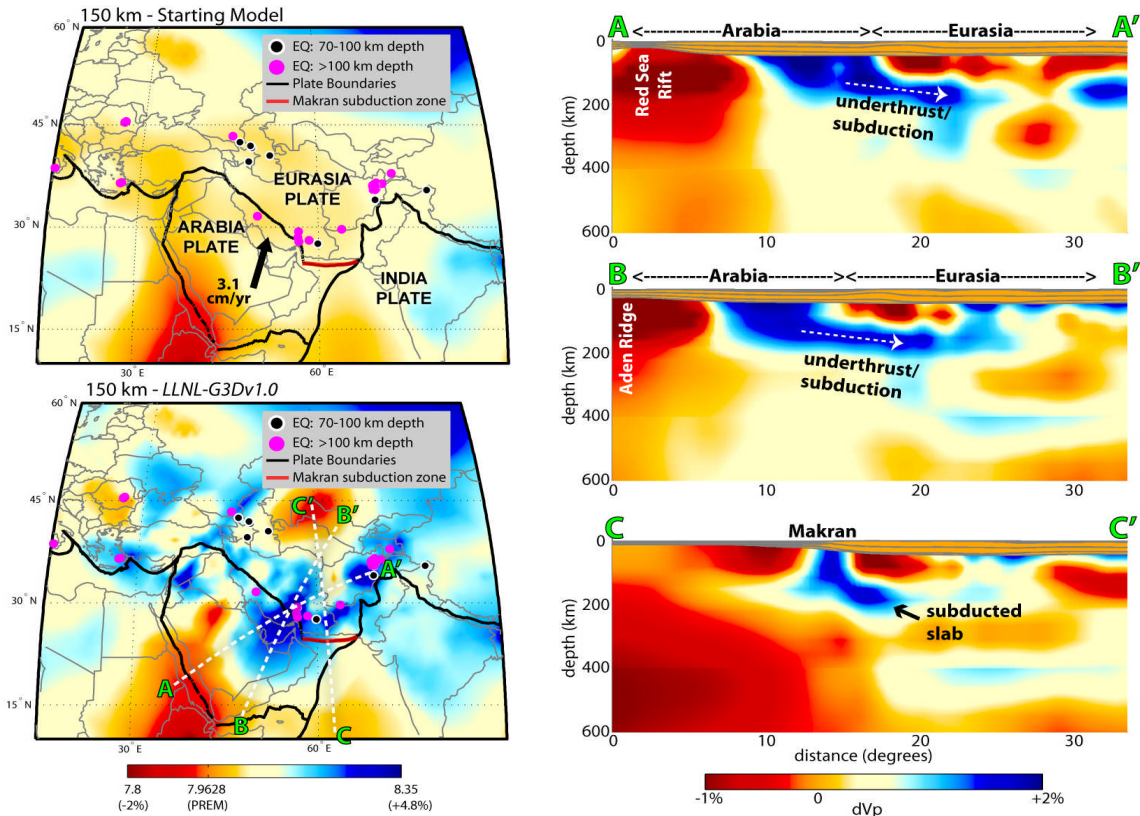 150 km - Starting Model
60° N
45° N
30° N
15° N
30° E
60° E
EQ: 70-100 km depth
EQ: >100 km depth
Plate Boundaries
Makran subduction zone
EURASIA
PLATE
ARABIA
PLATE
3.1
cm/yr
INDIA
PLATE
150 km - LLNL-G3Dv1.0
60° N
45° N
30° N
15° N
30° E
60° E
EQ: 70-100 km depth
EQ: >100 km depth
Plate Boundaries
Makran subduction zone
C'
B'
A'
A
B
C
7.8
(-2%)
7.9628
(PREM)
8.35
(+4.8%)
A
<----------Arabia----------><----------Eurasia---------->
A'
0
200
400
600
depth (km)
Red Sea
Rift
underthrust/
subduction
0
10
20
30
B
<----------Arabia----------><----------Eurasia---------->
B'
0
200
400
600
depth (km)
Aden Ridge
underthrust/
subduction
0
10
20
30
C
Makran
C'
0
200
400
600
depth (km)
subducted
slab
0
10
20
30
distance (degrees)
-1%
0
+2%
dVp